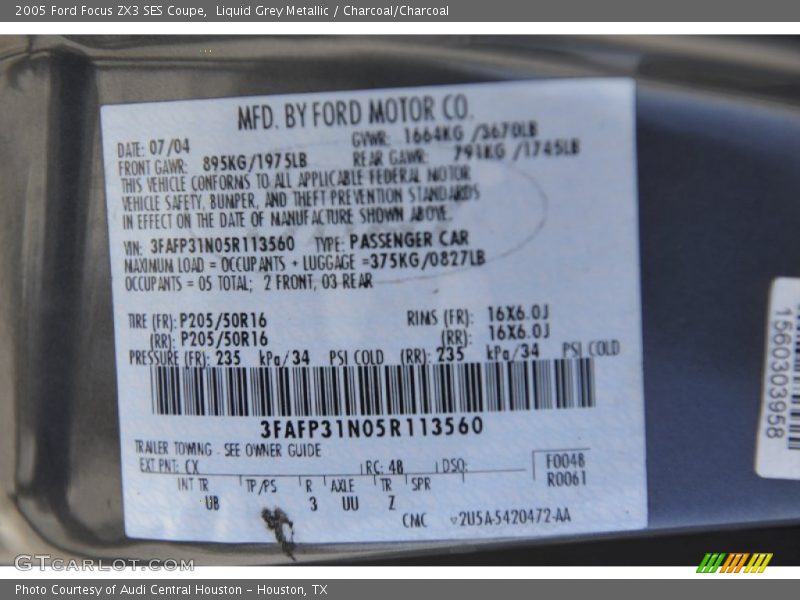 2005 Ford Focus ZX3 SES Coupe,  Liquid Grey Metallic / Charcoal/Charcoal
MFD. BY FORD MOTOR CO.
DATE: 07/04 GVWR: 1664KG /3670LB
FRONT GAWR: 895KG/1975LB REAR GAWR: 791KG /1745LB
THIS VEHICLE CONFORMS TO ALL APPLICABLE FEDERAL MOTOR
VEHICLE SAFETY, BUMPER, AND THEFT PREVENTION STANDARDS
IN EFFECT ON THE DATE OF MANUFACTURE SHOWN ABOVE.
VIN: 3FAFP31N05R113560 TYPE: PASSENGER CAR
MAXIMUM LOAD = OCCUPANTS + LUGGAGE =375KG/0827LB
OCCUPANTS = 05 TOTAL; 2 FRONT, 03 REAR
TIRE (FR): P205/50R16 RIMS (FR): 16X6.0J
(RR): P205/50R16 (RR): 16X6.0J
PRESSURE (FR): 235 kPa/34 PSI COLD (RR): 235 kPa/34 PSI COLD
3FAFP31N05R113560
TRAILER TOWING - SEE OWNER GUIDE
EXT PNT: CX RC: 48 DSO: F0048
R0061
INT TR TP/PS R AXLE TR SPR
UB 3 UU Z
CMC 2U5A-5420472-AA
1560303958
GTCARLOT.COM
Photo Courtesy of Audi Central Houston – Houston, TX